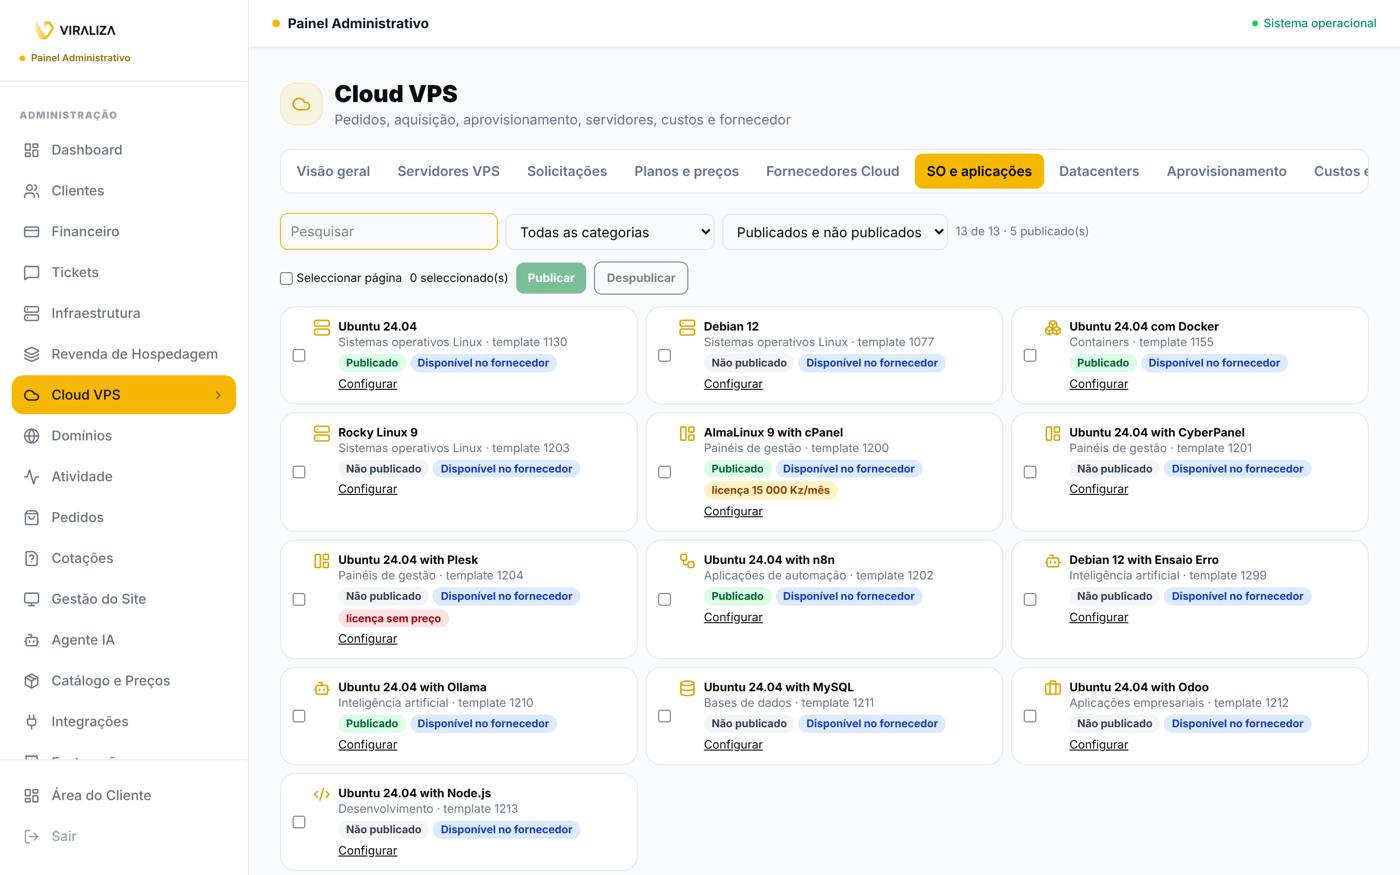 VIRALIZA
Painel Administrativo
ADMINISTRAÇÃO
Dashboard
Clientes
Financeiro
Tickets
Infraestrutura
Revenda de Hospedagem
Cloud VPS
Domínios
Atividade
Pedidos
Cotações
Gestão do Site
Agente IA
Catálogo e Preços
Integrações
Área do Cliente
Sair
Painel Administrativo
Sistema operacional
Cloud VPS
Pedidos, aquisição, aprovisionamento, servidores, custos e fornecedor
Visão geral Servidores VPS Solicitações Planos e preços Fornecedores Cloud SO e aplicações Datacenters Aprovisionamento Custos e
Pesquisar Todas as categorias Publicados e não publicados 13 de 13 · 5 publicado(s)
Seleccionar página 0 seleccionado(s) Publicar Despublicar
Ubuntu 24.04
Sistemas operativos Linux · template 1130
Publicado Disponível no fornecedor
Configurar
Debian 12
Sistemas operativos Linux · template 1077
Não publicado Disponível no fornecedor
Configurar
Ubuntu 24.04 com Docker
Containers · template 1155
Publicado Disponível no fornecedor
Configurar
Rocky Linux 9
Sistemas operativos Linux · template 1203
Não publicado Disponível no fornecedor
Configurar
AlmaLinux 9 with cPanel
Painéis de gestão · template 1200
Publicado Disponível no fornecedor
licença 15 000 Kz/mês
Configurar
Ubuntu 24.04 with CyberPanel
Painéis de gestão · template 1201
Não publicado Disponível no fornecedor
Configurar
Ubuntu 24.04 with Plesk
Painéis de gestão · template 1204
Não publicado Disponível no fornecedor
licença sem preço
Configurar
Ubuntu 24.04 with n8n
Aplicações de automação · template 1202
Publicado Disponível no fornecedor
Configurar
Debian 12 with Ensaio Erro
Inteligência artificial · template 1299
Não publicado Disponível no fornecedor
Configurar
Ubuntu 24.04 with Ollama
Inteligência artificial · template 1210
Publicado Disponível no fornecedor
Configurar
Ubuntu 24.04 with MySQL
Bases de dados · template 1211
Não publicado Disponível no fornecedor
Configurar
Ubuntu 24.04 with Odoo
Aplicações empresariais · template 1212
Não publicado Disponível no fornecedor
Configurar
Ubuntu 24.04 with Node.js
Desenvolvimento · template 1213
Não publicado Disponível no fornecedor
Configurar